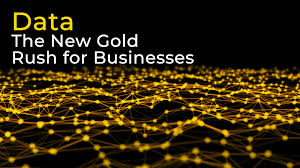 Data
The New Gold
Rush for Businesses